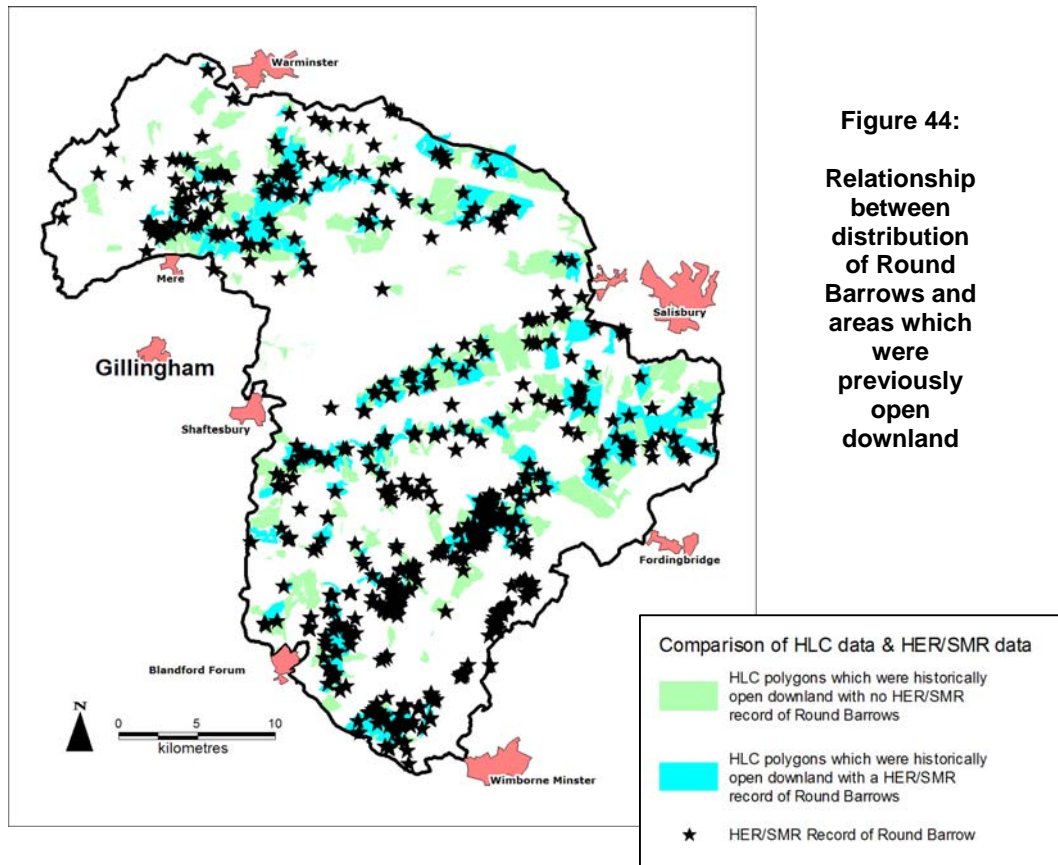 Warminster
Mere
Salisbury
Gillingham
Shaftesbury
Fordingbridge
Blandford Forum
N
0 5 10
kilometres
Wimborne Minster
Figure 44:
Relationship
between
distribution
of Round
Barrows and
areas which
were
previously
open
downland
Comparison of HLC data & HER/SMR data
HLC polygons which were historically
open downland with no HER/SMR
record of Round Barrows
HLC polygons which were historically
open downland with a HER/SMR
record of Round Barrows
HER/SMR Record of Round Barrow